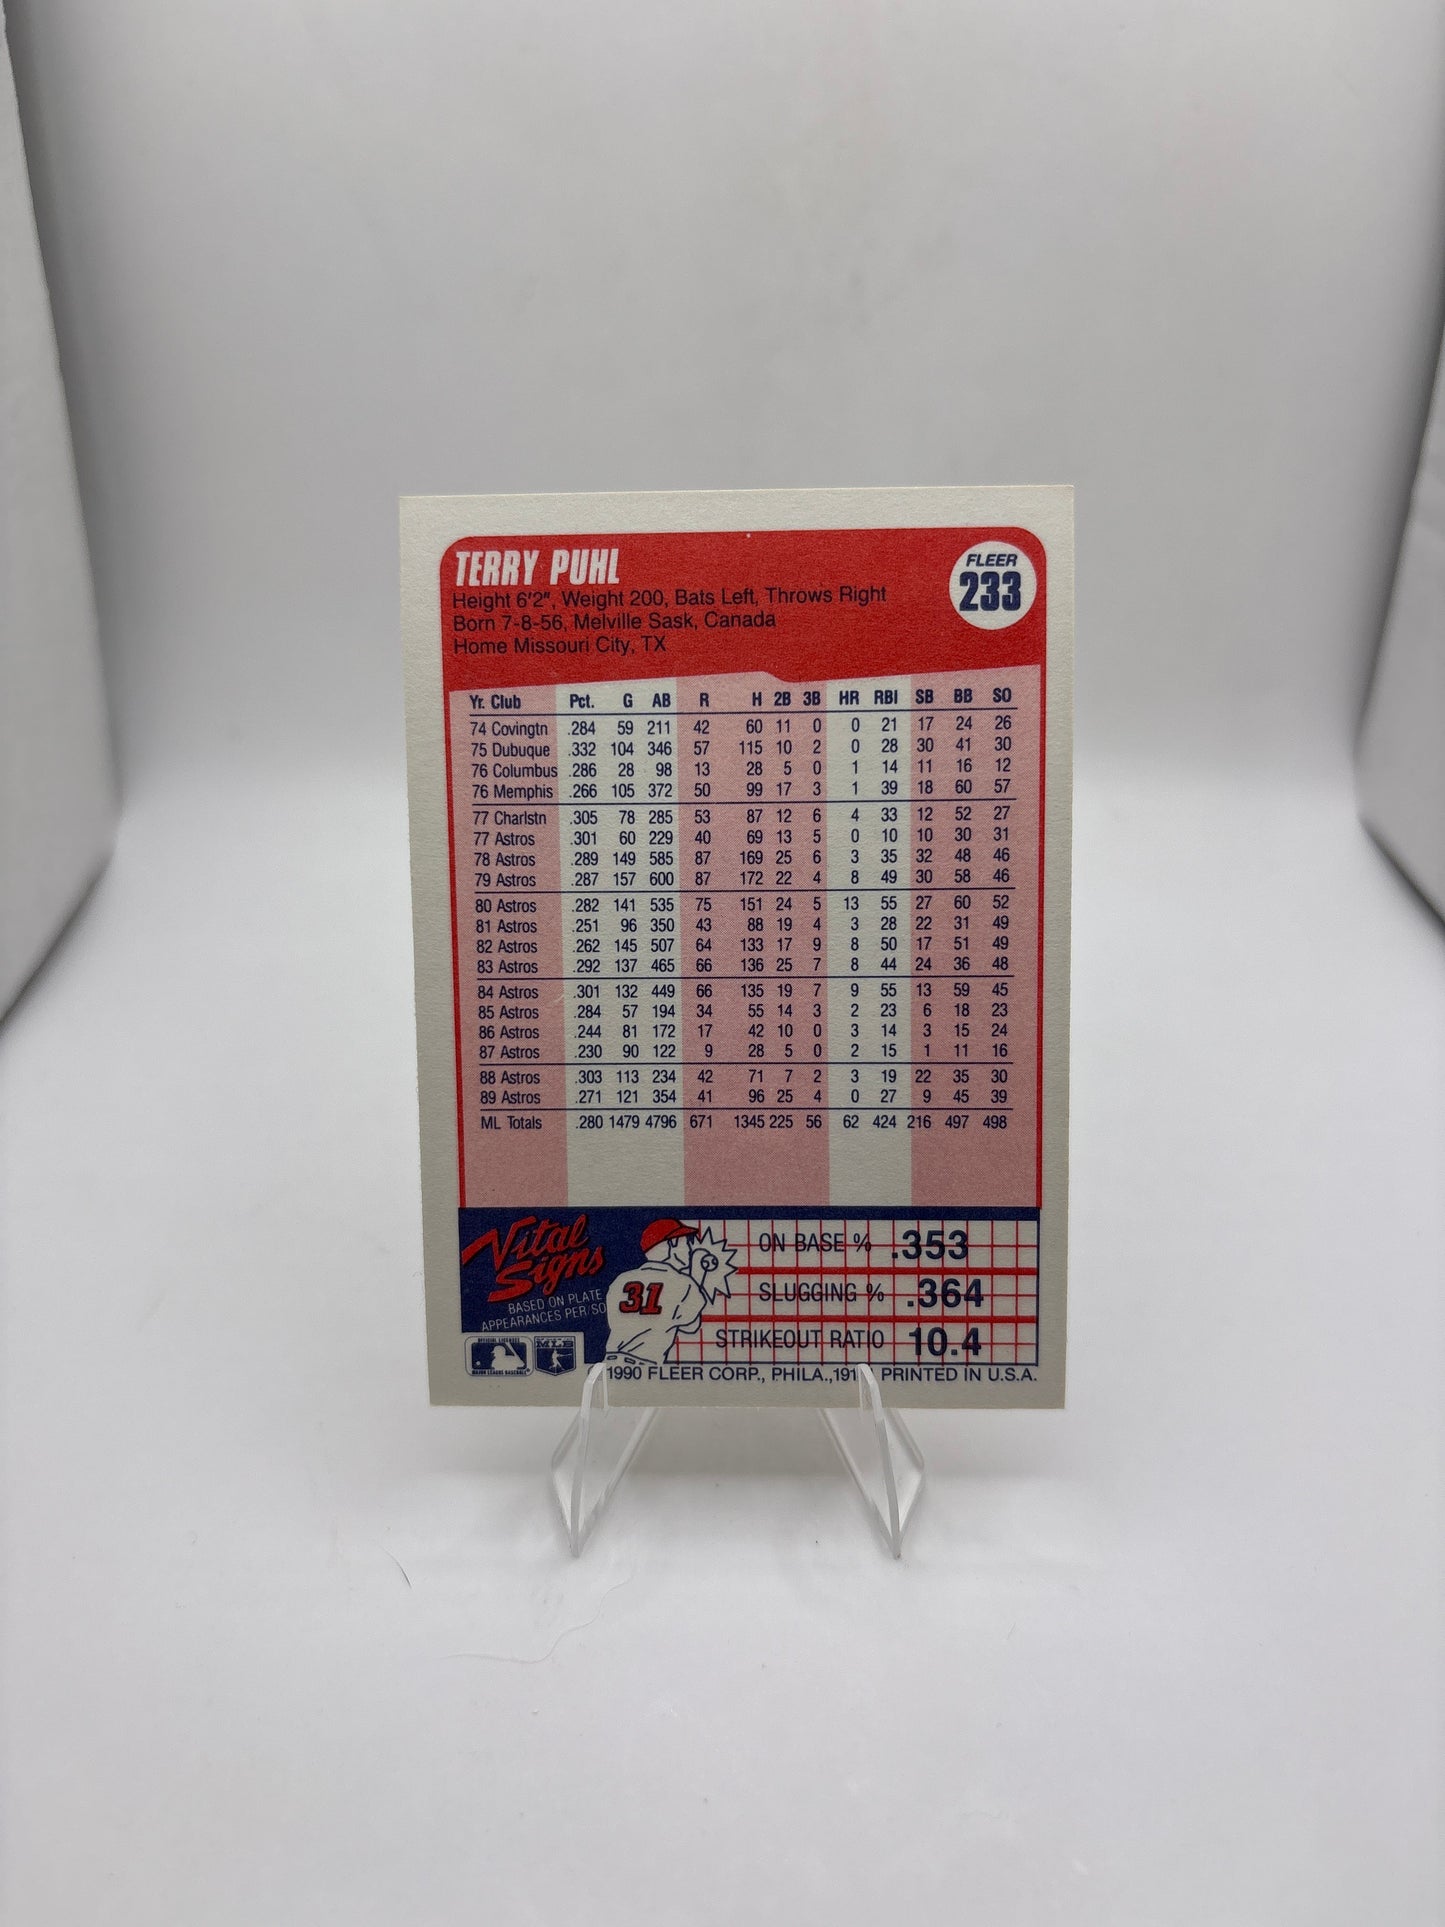 TERRY PUHL
FLEER
233
Height 6'2", Weight 200, Bats Left, Throws Right
Born 7-8-56, Melville Sask, Canada
Home Missouri City, TX
Yr. Club Pct. G AB R H 2B 3B HR RBI SB BB SO
74 Covingtn .284 59 211 42 60 11 0 0 21 17 24 26
75 Dubuque .332 104 346 57 115 10 2 0 28 30 41 30
76 Columbus .286 28 98 13 28 5 0 1 14 11 16 12
76 Memphis .266 105 372 50 99 17 3 1 39 18 60 57
77 Charlstn .305 78 285 53 87 12 6 4 33 12 52 27
77 Astros .301 60 229 40 69 13 5 0 10 10 30 31
78 Astros .289 149 585 87 169 25 6 3 35 32 48 46
79 Astros .287 157 600 87 172 22 4 8 49 30 58 46
80 Astros .282 141 535 75 151 24 5 13 55 27 60 52
81 Astros .251 96 350 43 88 19 4 3 28 22 31 49
82 Astros .262 145 507 64 133 17 9 8 50 17 51 49
83 Astros .292 137 465 66 136 25 7 8 44 24 36 48
84 Astros .301 132 449 66 135 19 7 9 55 13 59 45
85 Astros .284 57 194 34 55 14 3 2 23 6 18 23
86 Astros .244 81 172 17 42 10 0 3 14 3 15 24
87 Astros .230 90 122 9 28 5 0 2 15 1 11 16
88 Astros .303 113 234 42 71 7 2 3 19 22 35 30
89 Astros .271 121 354 41 96 25 4 0 27 9 45 39
ML Totals .280 1479 4796 671 1345 225 56 62 424 216 497 498
Vital
Signs
BASED ON PLATE
APPEARANCES PER/SO
31
ON BASE % .353
SLUGGING % .364
STRIKEOUT RATIO 10.4
MLB
1990 FLEER CORP., PHILA., 191 PRINTED IN U.S.A.